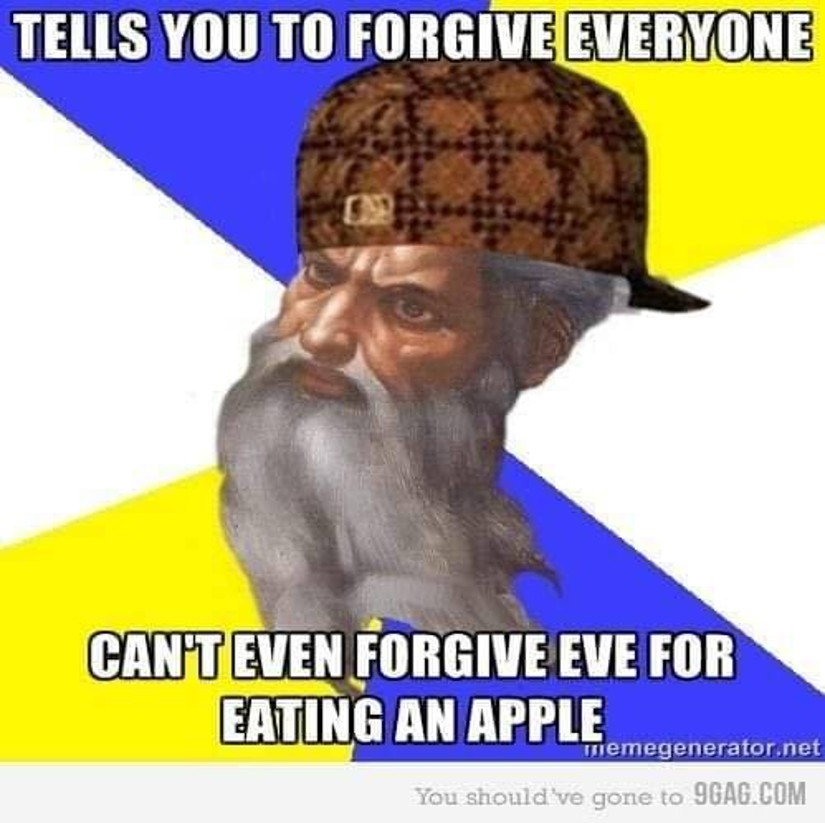 TELLS YOU TO FORGIVE EVERYONE
CAN'T EVEN FORGIVE EVE FOR
EATING AN APPLE
memegenerator.net
You should've gone to 9GAG.COM